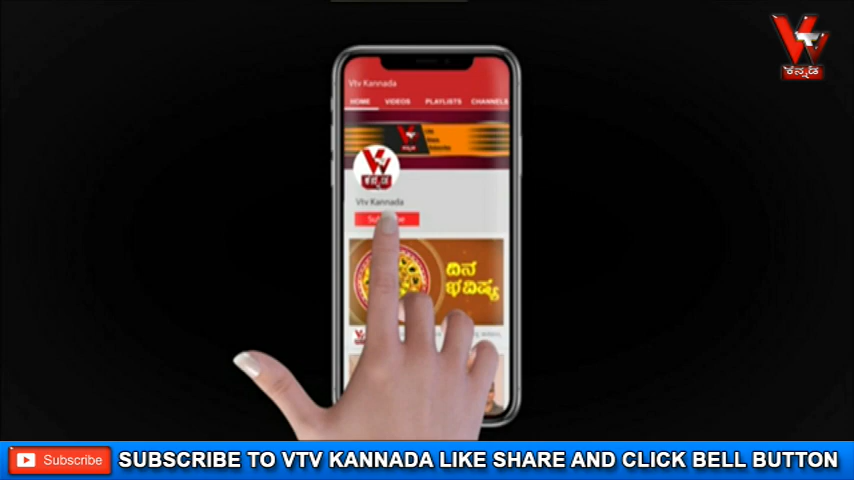 ಕನ್ನಡ
Vtv Kannada
HOME VIDEOS PLAYLISTS CHANNELS
Vtv Kannada
ದಿನ
ಭವಿಷ್ಯ
Subscribe
SUBSCRIBE TO VTV KANNADA LIKE SHARE AND CLICK BELL BUTTON